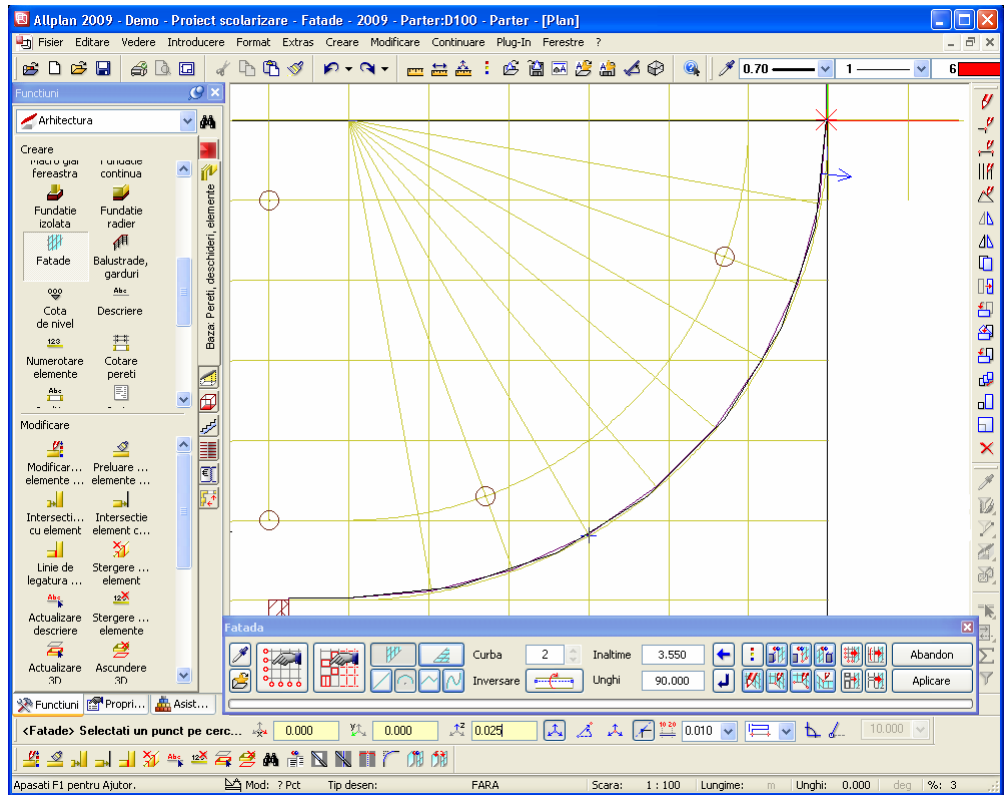 Allplan 2009 - Demo - Proiect scolarizare - Fatade - 2009 - Parter:D100 - Parter - [Plan]
Fisier Editare Vedere Introducere Format Extras Creare Modificare Continuare Plug-In Ferestre ?
0.70 1 6
Functiuni
Arhitectura
Creare
fereastra continua
Fundatie izolata
Fundatie radier
Fatade
Balustrade, garduri
Cota de nivel
Descriere
Numerotare elemente
Cotare pereti
Baza: Pereti, deschideri, elemente
Modificare
Modificar... elemente ...
Preluare ... elemente ...
Intersecti... cu element
Intersectie element c...
Linie de legatura ...
Stergere ... element
Actualizare descriere
Stergere ... elemente
Actualizare 3D
Ascundere 3D
Functiuni Propri... Asist...
Fatada
Curba 2 Inaltime 3.550 Abandon
Inversare Unghi 90.000 Aplicare
<Fatade> Selectati un punct pe cerc... 0.000 0.000 0.025 0.010 10.000
Apasati F1 pentru Ajutor. Mod: ? Pct Tip desen: FARA Scara: 1 : 100 Lungime: m Unghi: 0.000 deg %: 3